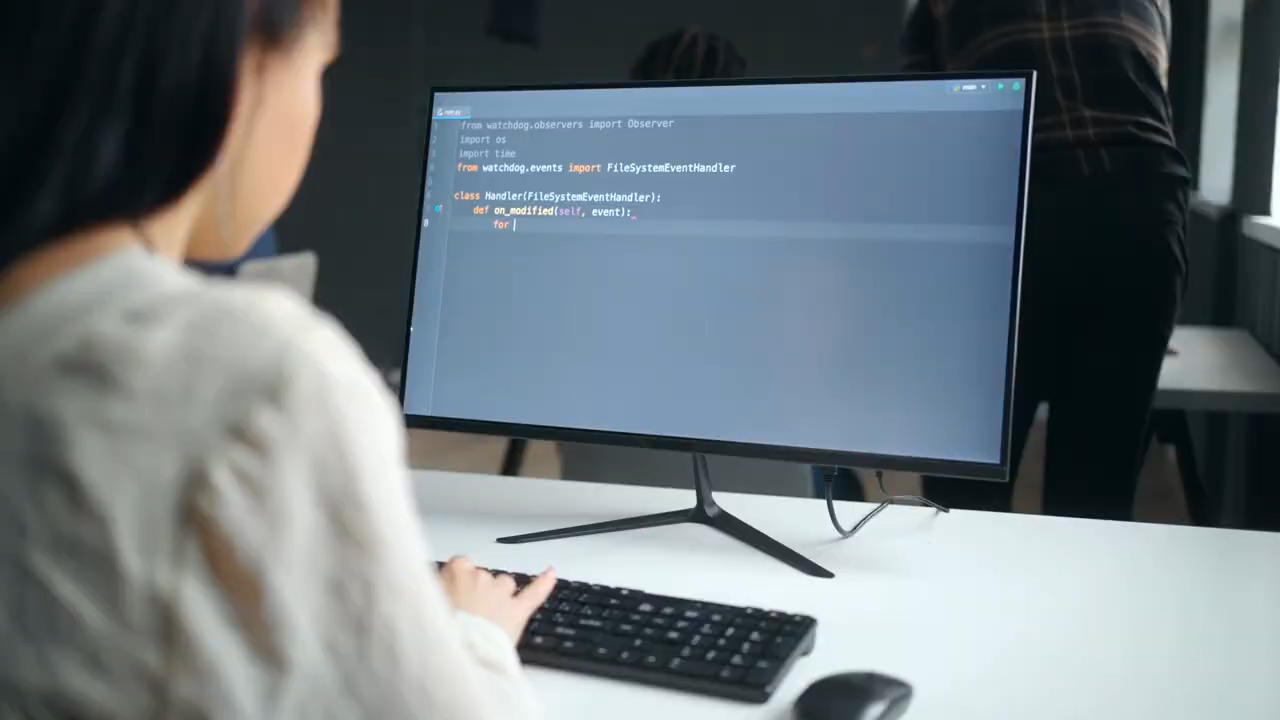 main
from watchdog.observers import Observer
import os
import time
from watchdog.events import FileSystemEventHandler
class Handler(FileSystemEventHandler):
def on_modified(self, event):
for